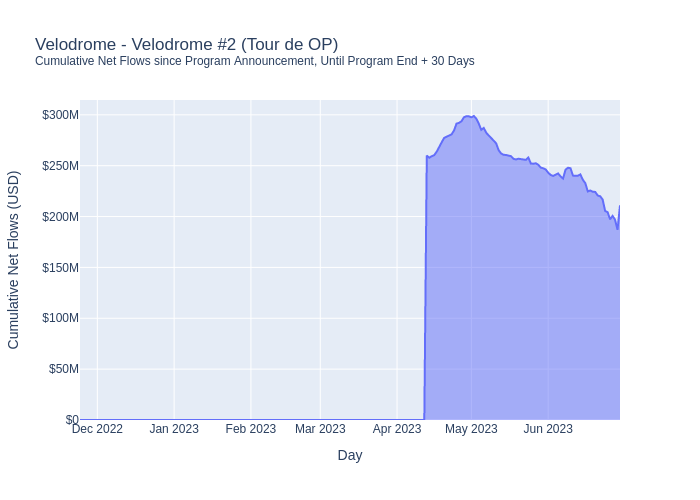 Velodrome - Velodrome #2 (Tour de OP)
Cumulative Net Flows since Program Announcement, Until Program End + 30 Days
Cumulative Net Flows (USD)
$300M
$250M
$200M
$150M
$100M
$50M
$0
Dec 2022 Jan 2023 Feb 2023 Mar 2023 Apr 2023 May 2023 Jun 2023
Day